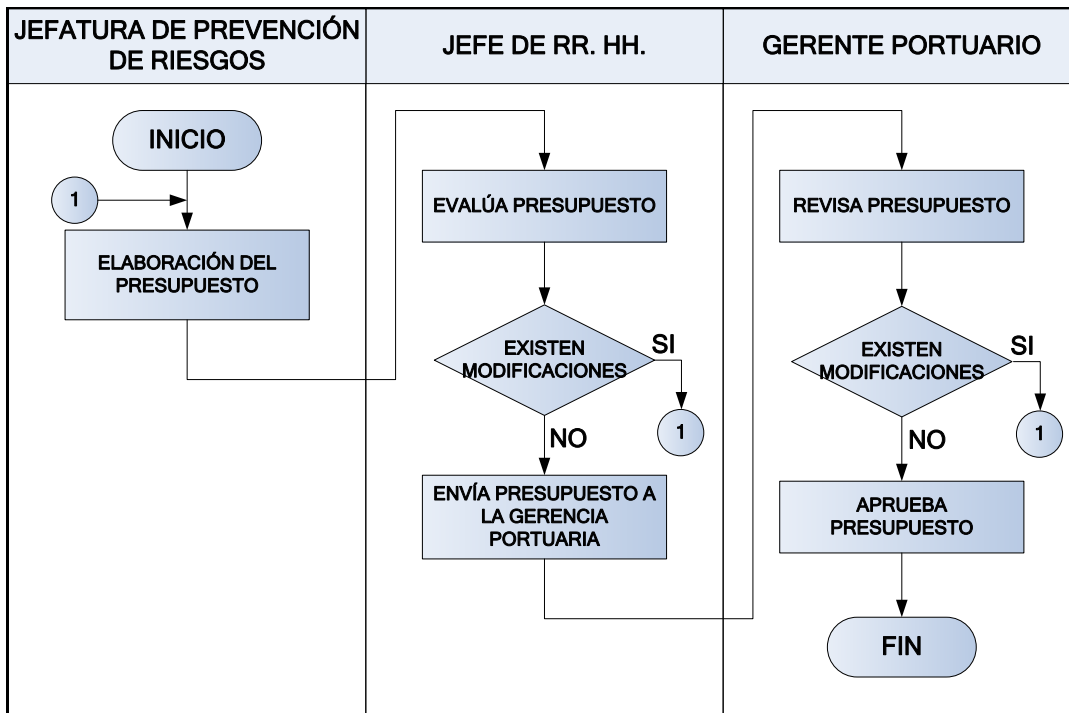 JEFATURA DE PREVENCIÓN
DE RIESGOS
JEFE DE RR. HH.
GERENTE PORTUARIO
INICIO
1
ELABORACIÓN DEL
PRESUPUESTO
EVALÚA PRESUPUESTO
EXISTEN
MODIFICACIONES
SI
1
NO
ENVÍA PRESUPUESTO A
LA GERENCIA
PORTUARIA
REVISA PRESUPUESTO
EXISTEN
MODIFICACIONES
SI
1
NO
APRUEBA
PRESUPUESTO
FIN